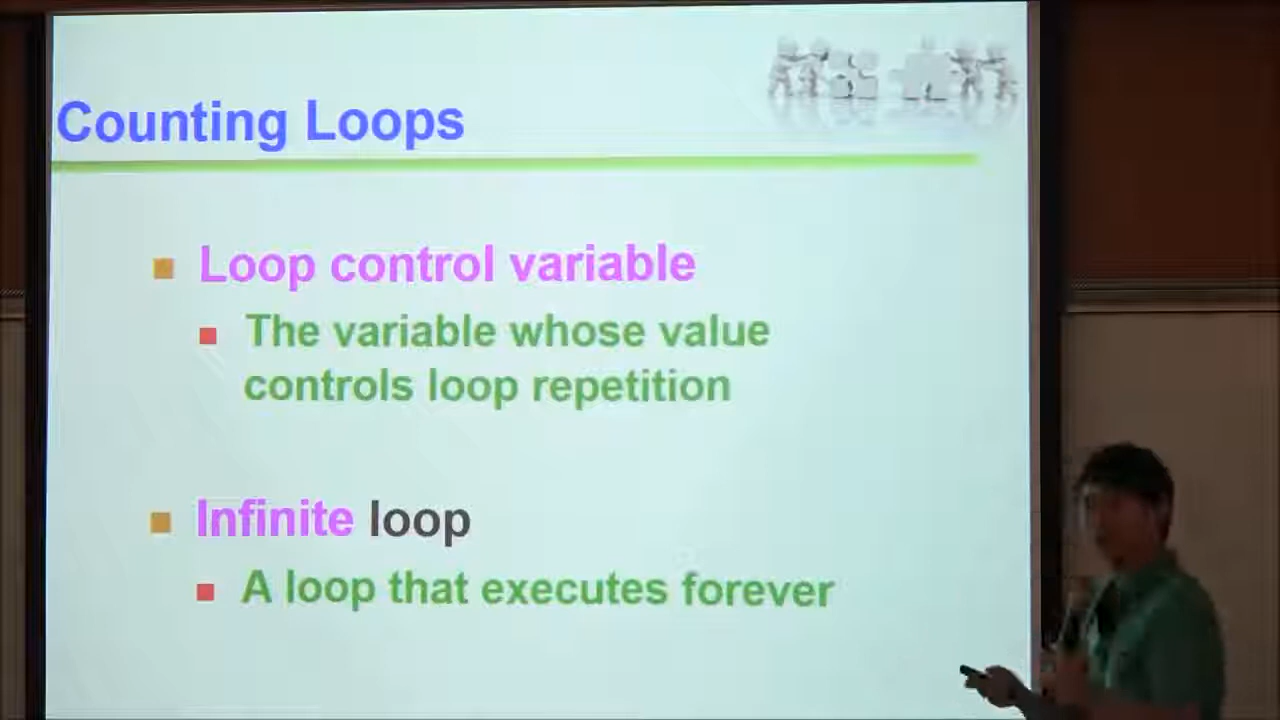 Counting Loops
Loop control variable
The variable whose value
controls loop repetition
Infinite loop
A loop that executes forever